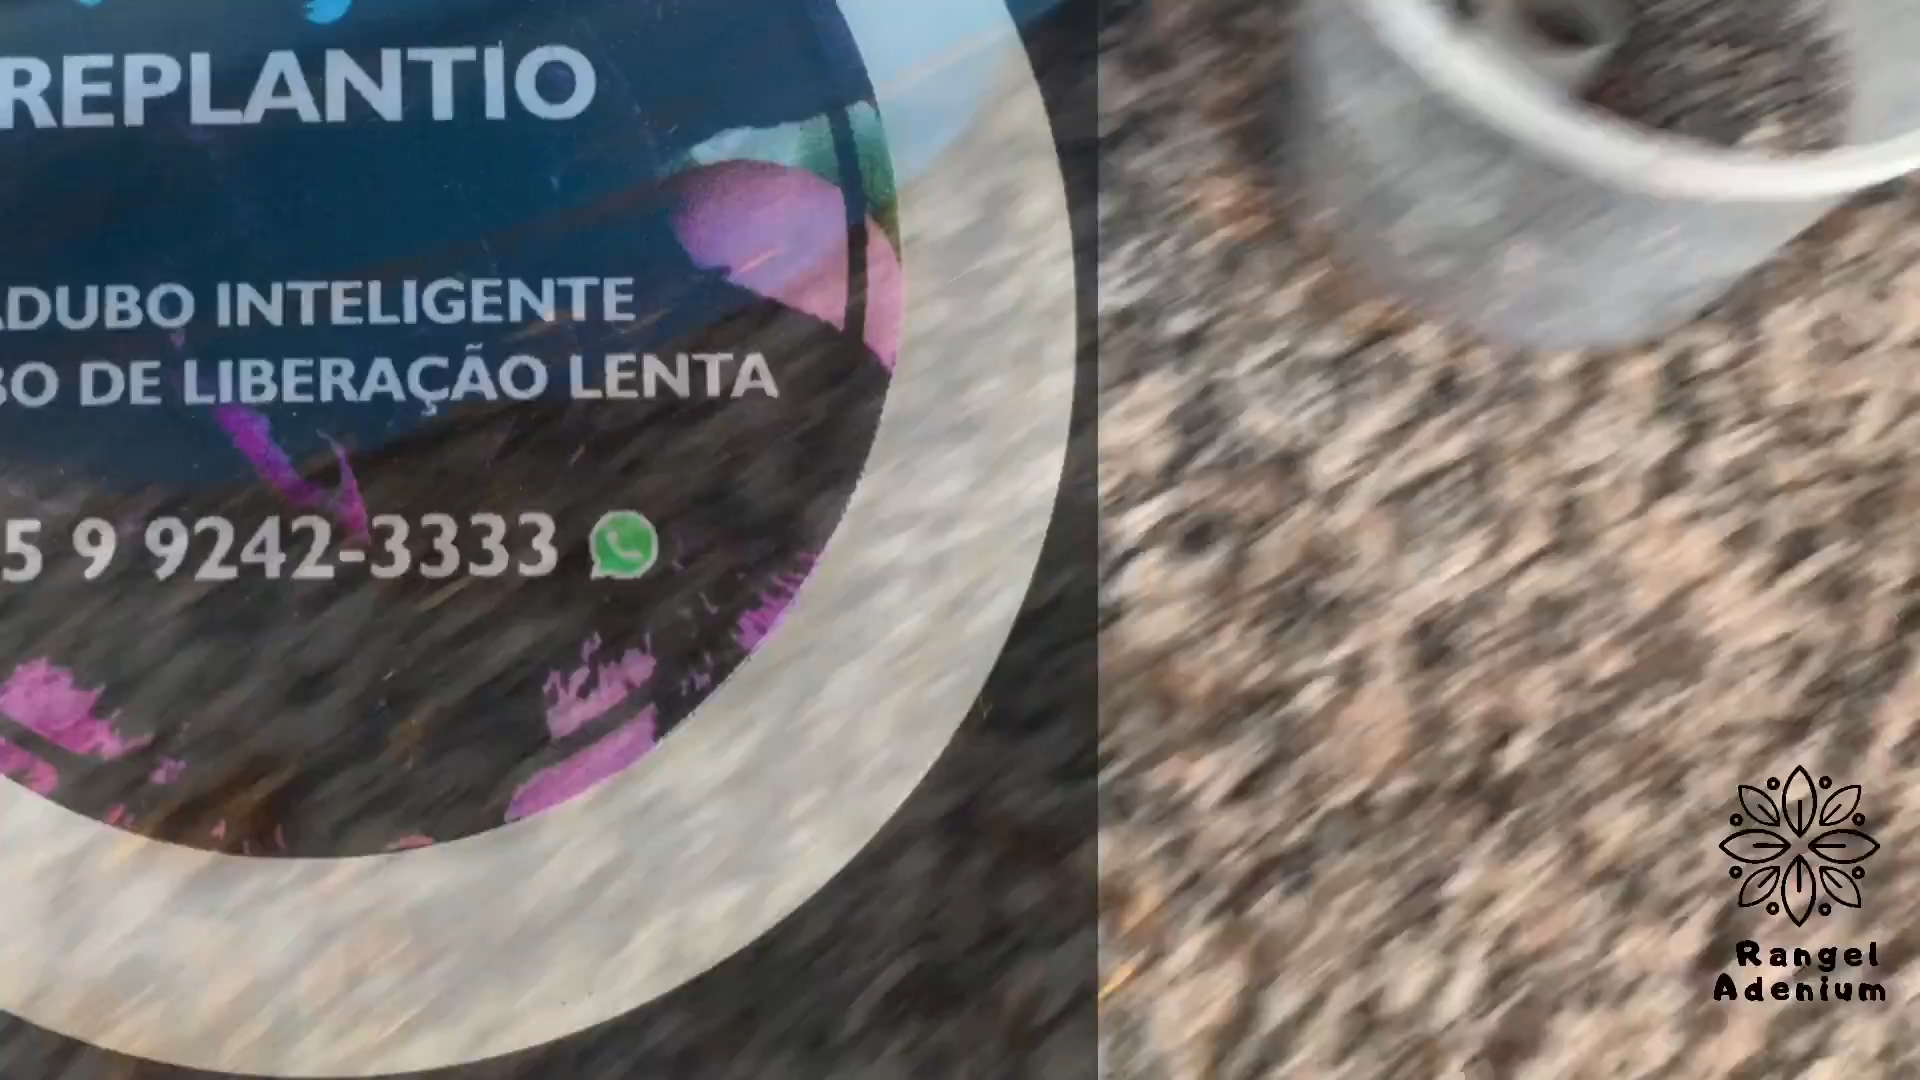 REPLANTIO
ADUBO INTELIGENTE
BO DE LIBERAÇÃO LENTA
5 9 9242-3333
Rangel
Adenium